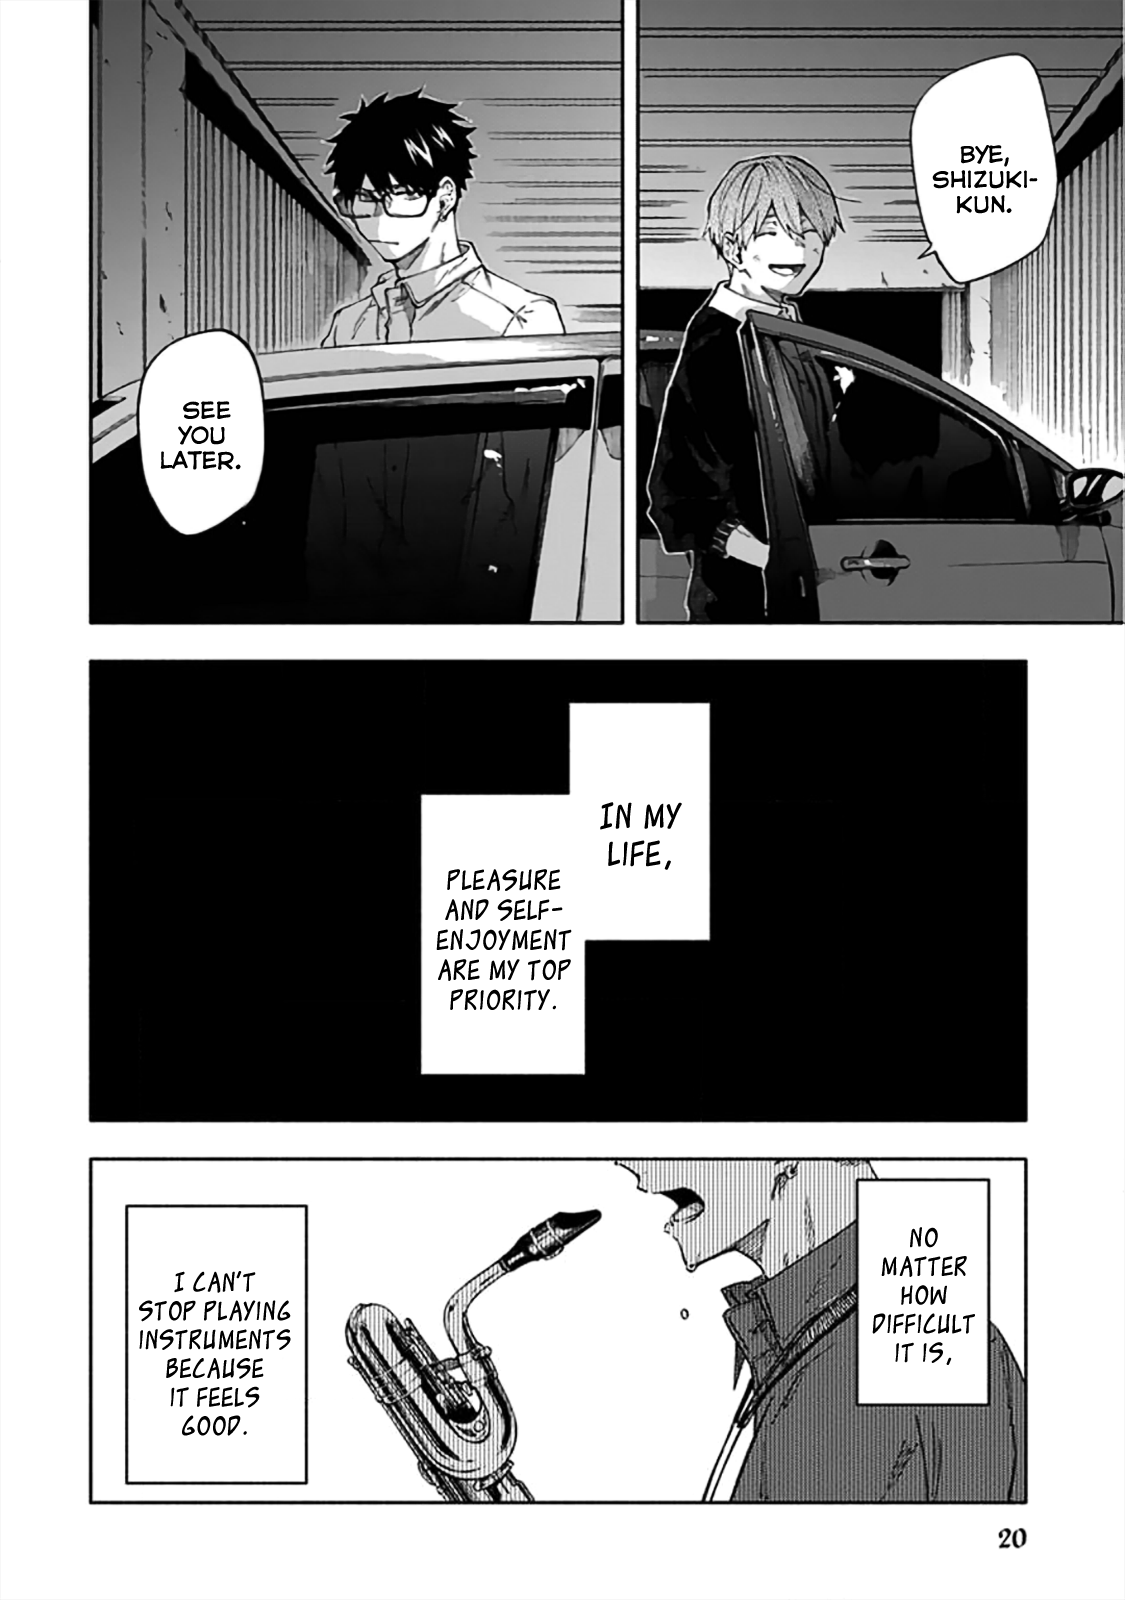 BYE,
SHIZUKI-
KUN.
SEE
YOU
LATER.
IN MY
LIFE,
PLEASURE
AND SELF-
ENJOYMENT
ARE MY TOP
PRIORITY.
NO
MATTER
HOW
DIFFICULT
IT IS,
I CAN'T
STOP PLAYING
INSTRUMENTS
BECAUSE
IT FEELS
GOOD.
20